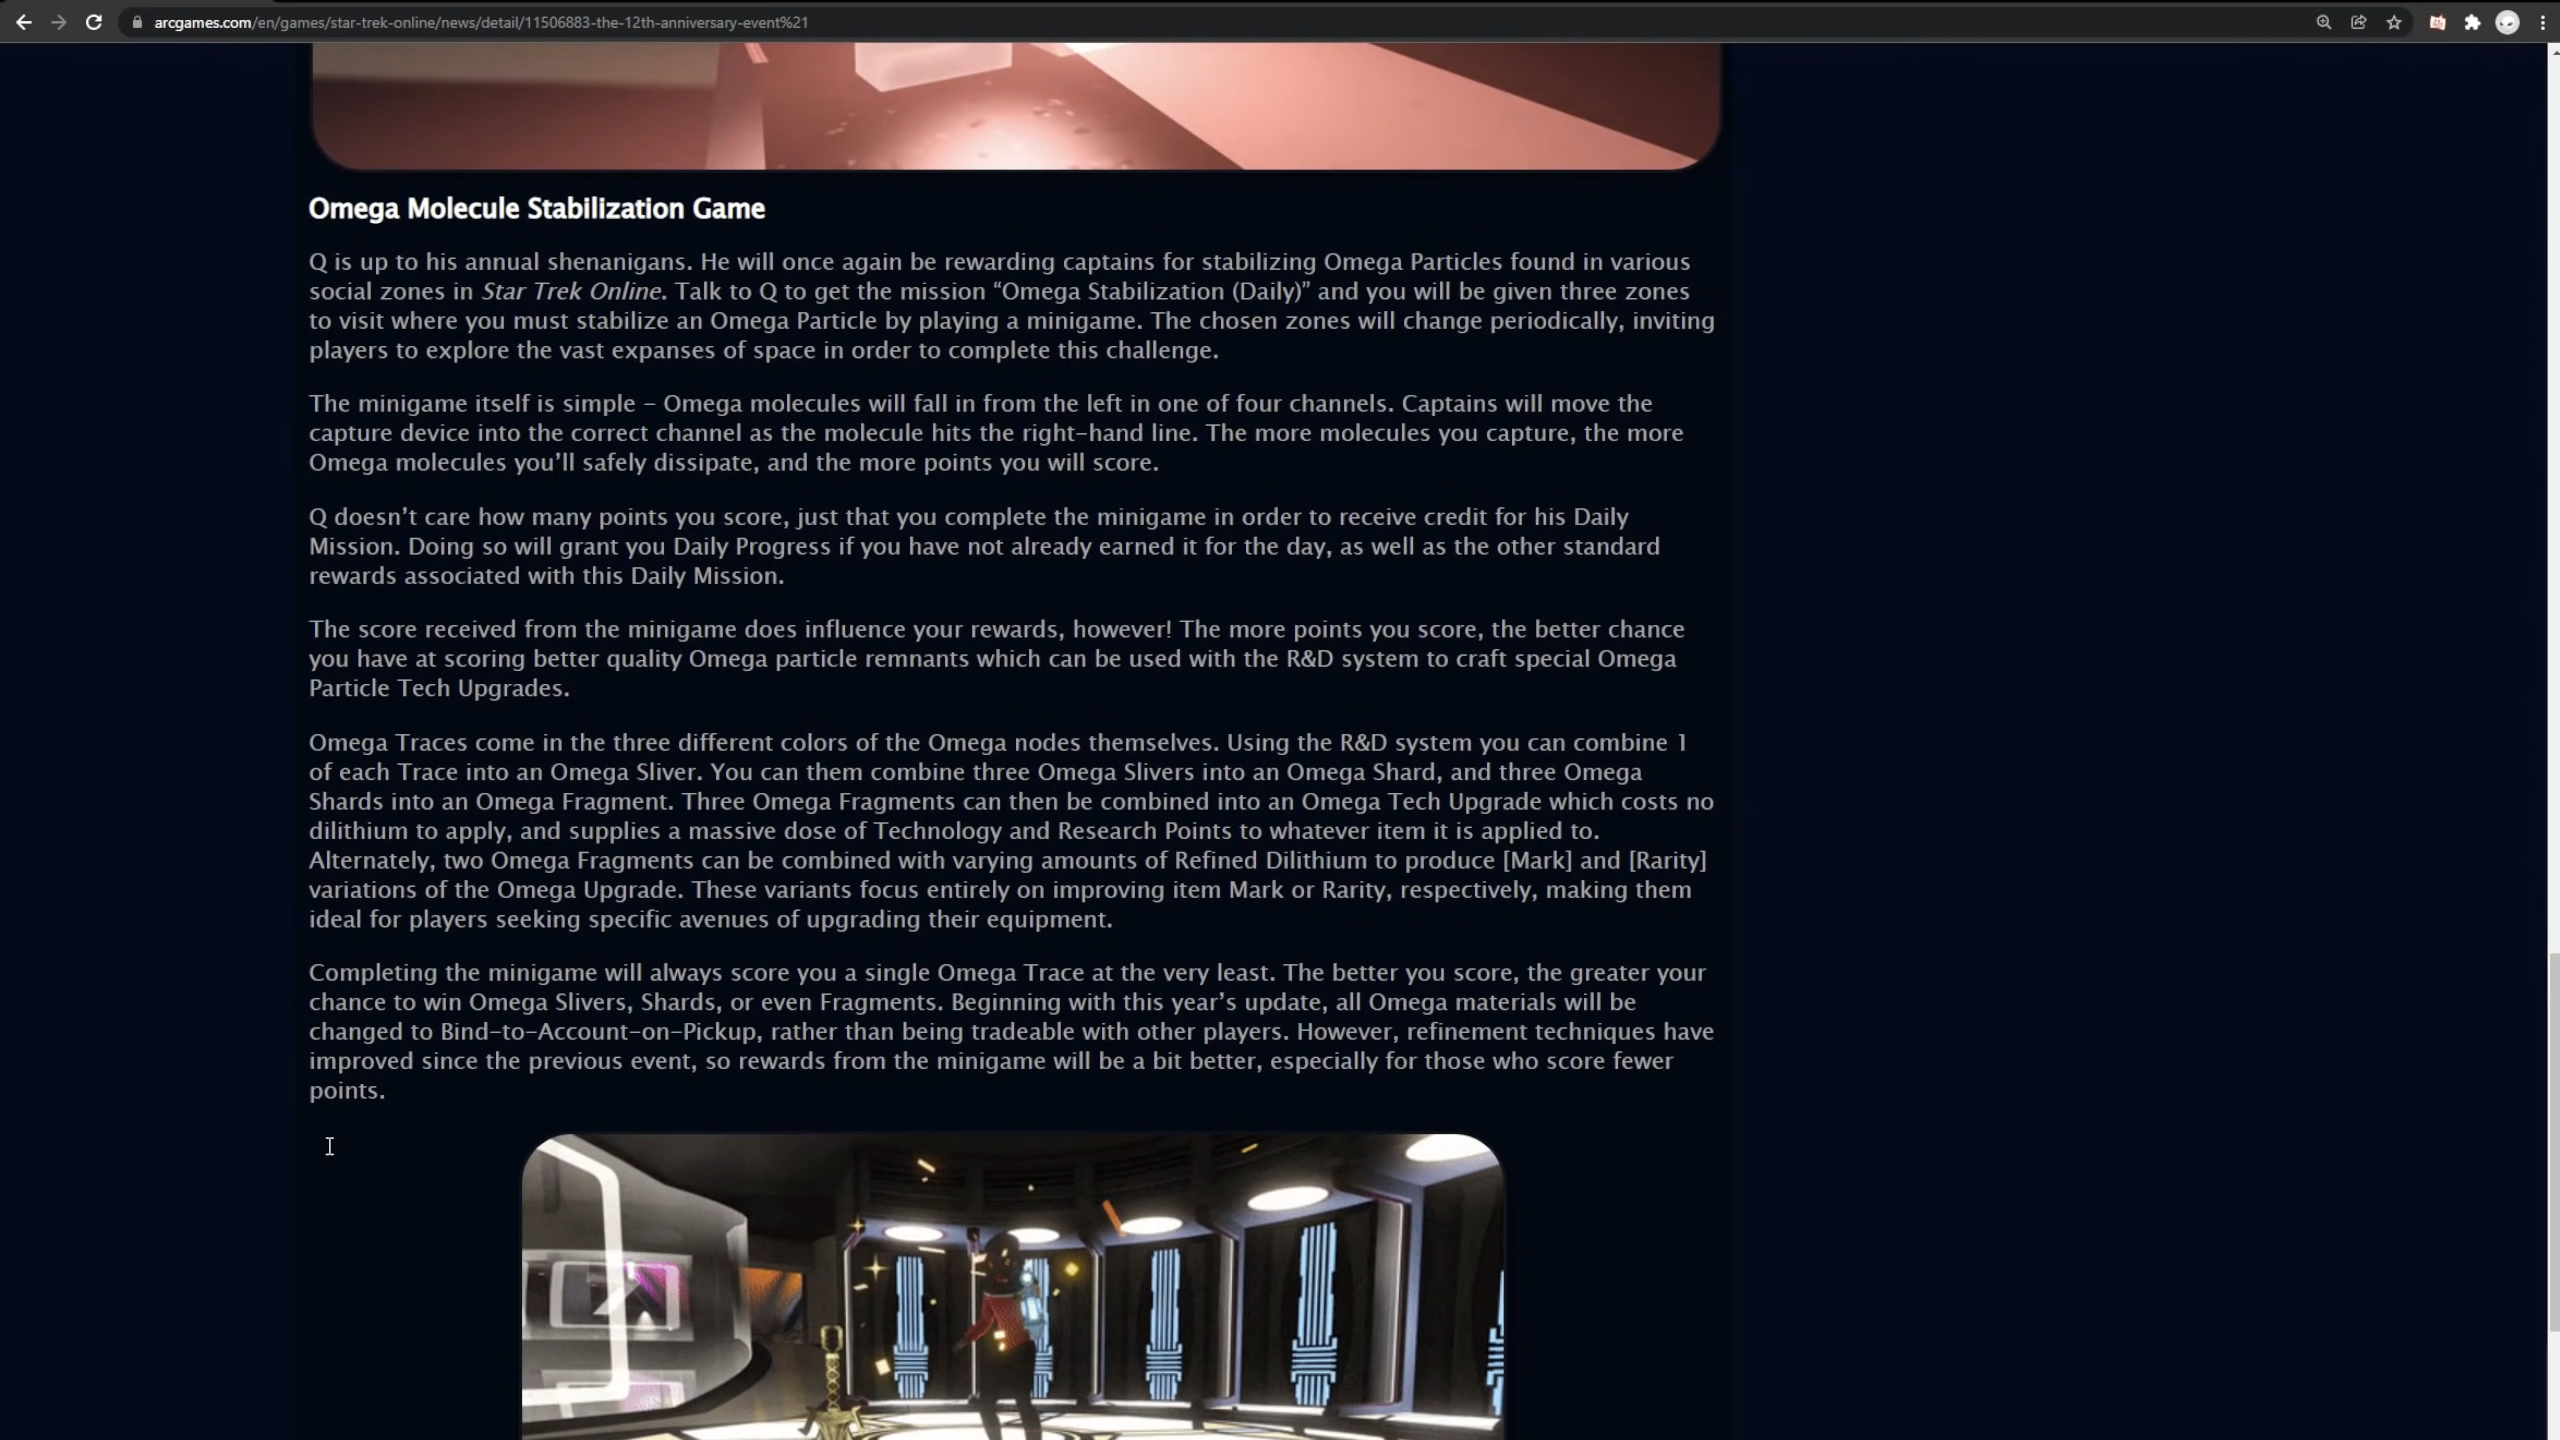 arcgames.com/en/games/star-trek-online/news/detail/11506883-the-12th-anniversary-event%21
Omega Molecule Stabilization Game
Q is up to his annual shenanigans. He will once again be rewarding captains for stabilizing Omega Particles found in various
social zones in Star Trek Online. Talk to Q to get the mission “Omega Stabilization (Daily)” and you will be given three zones
to visit where you must stabilize an Omega Particle by playing a minigame. The chosen zones will change periodically, inviting
players to explore the vast expanses of space in order to complete this challenge.
The minigame itself is simple – Omega molecules will fall in from the left in one of four channels. Captains will move the
capture device into the correct channel as the molecule hits the right-hand line. The more molecules you capture, the more
Omega molecules you’ll safely dissipate, and the more points you will score.
Q doesn’t care how many points you score, just that you complete the minigame in order to receive credit for his Daily
Mission. Doing so will grant you Daily Progress if you have not already earned it for the day, as well as the other standard
rewards associated with this Daily Mission.
The score received from the minigame does influence your rewards, however! The more points you score, the better chance
you have at scoring better quality Omega particle remnants which can be used with the R&D system to craft special Omega
Particle Tech Upgrades.
Omega Traces come in the three different colors of the Omega nodes themselves. Using the R&D system you can combine 1
of each Trace into an Omega Sliver. You can them combine three Omega Slivers into an Omega Shard, and three Omega
Shards into an Omega Fragment. Three Omega Fragments can then be combined into an Omega Tech Upgrade which costs no
dilithium to apply, and supplies a massive dose of Technology and Research Points to whatever item it is applied to.
Alternately, two Omega Fragments can be combined with varying amounts of Refined Dilithium to produce [Mark] and [Rarity]
variations of the Omega Upgrade. These variants focus entirely on improving item Mark or Rarity, respectively, making them
ideal for players seeking specific avenues of upgrading their equipment.
Completing the minigame will always score you a single Omega Trace at the very least. The better you score, the greater your
chance to win Omega Slivers, Shards, or even Fragments. Beginning with this year’s update, all Omega materials will be
changed to Bind-to-Account-on-Pickup, rather than being tradeable with other players. However, refinement techniques have
improved since the previous event, so rewards from the minigame will be a bit better, especially for those who score fewer
points.